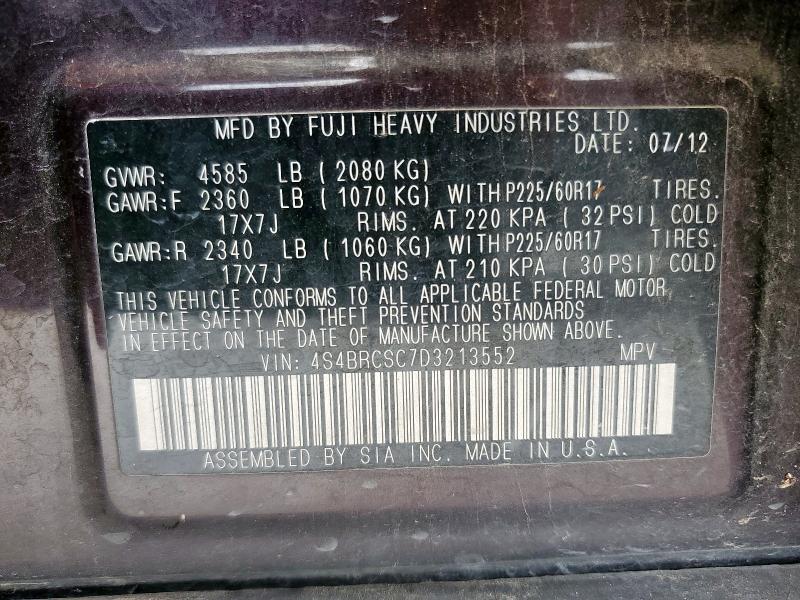 MFD BY FUJI HEAVY INDUSTRIES LTD.
DATE: 07/12
GVWR: 4585 LB ( 2080 KG)
GAWR:F 2360 LB ( 1070 KG) WITH P225/60R17 TIRES.
17X7J RIMS. AT 220 KPA ( 32 PSI) COLD
GAWR:R 2340 LB ( 1060 KG) WITH P225/60R17 TIRES.
17X7J RIMS. AT 210 KPA ( 30 PSI) COLD
THIS VEHICLE CONFORMS TO ALL APPLICABLE FEDERAL MOTOR
VEHICLE SAFETY AND THEFT PREVENTION STANDARDS
IN EFFECT ON THE DATE OF MANUFACTURE SHOWN ABOVE.
VIN: 4S4BRCSC7D3213552 MPV
ASSEMBLED BY SIA INC. MADE IN U.S.A.